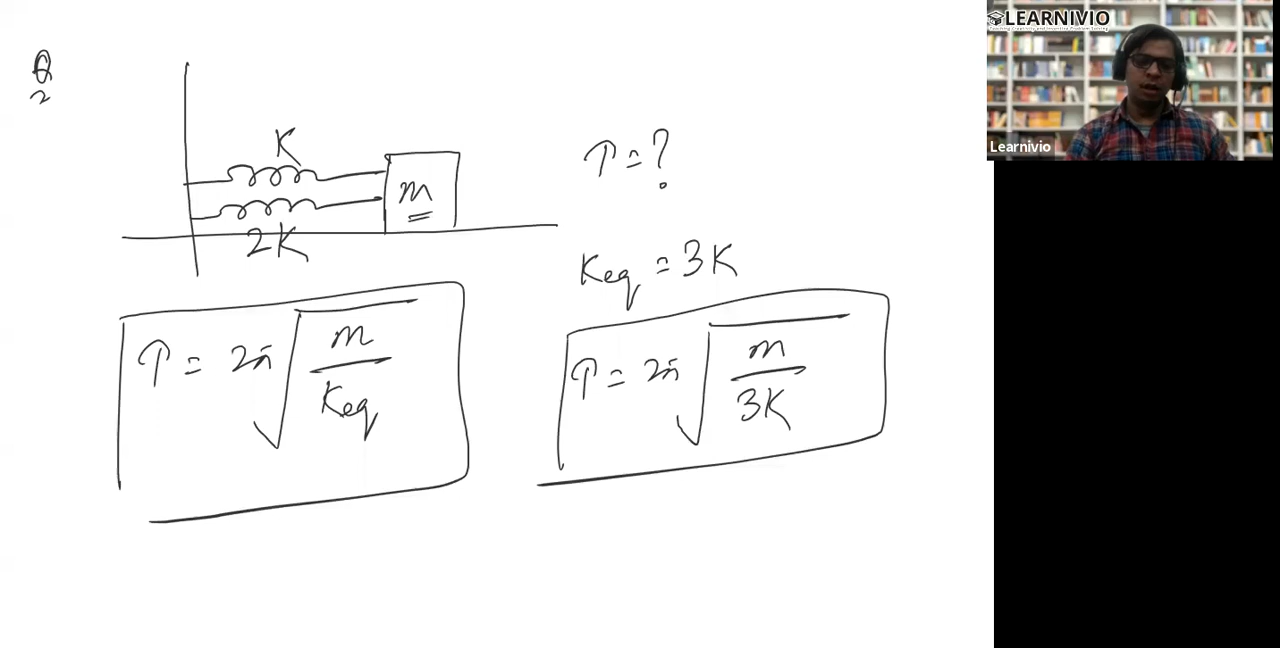 Q
2
K
m
2K
T = ?
Keq = 3K
T = 2π √ m / Keq
T = 2π √ m / 3K
LEARNIVIO
Learnivio